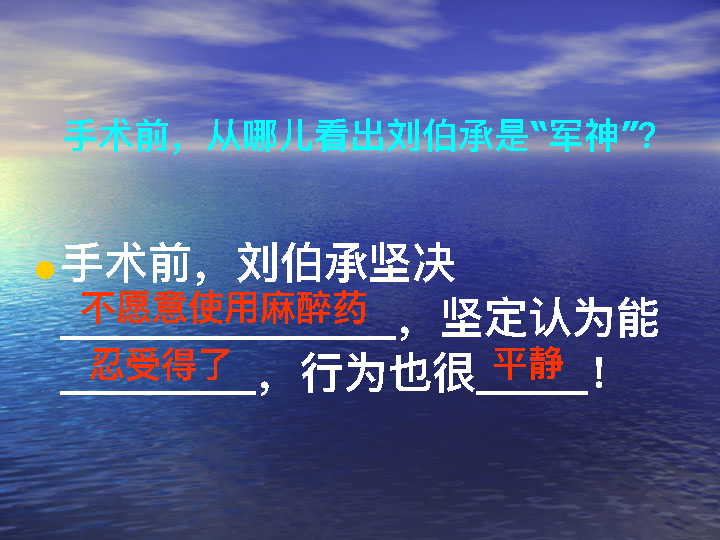 手术前，从哪儿看出刘伯承是“军神”？
●手术前，刘伯承坚决
不愿意使用麻醉药，坚定认为能
忍受得了，行为也很平静！